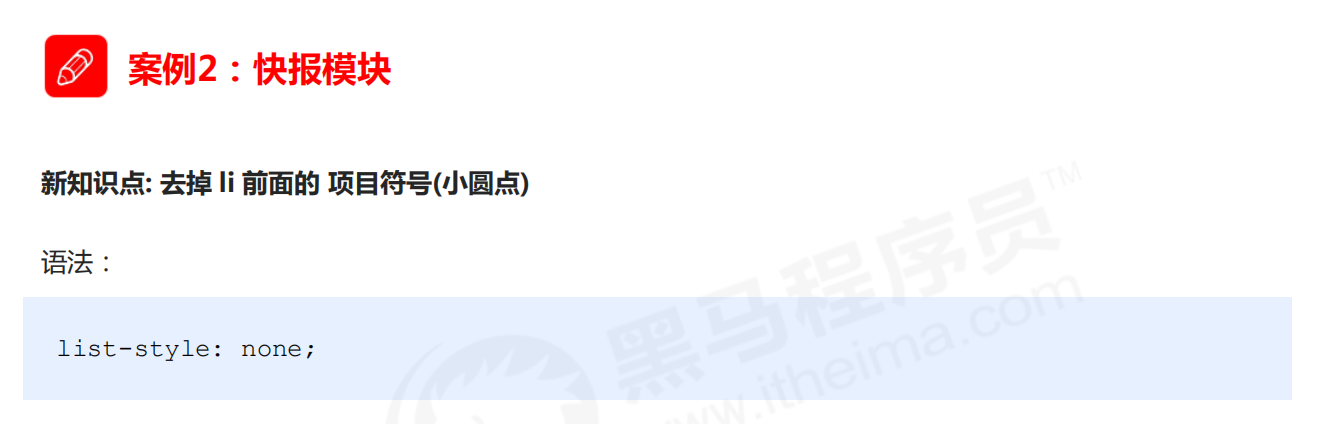 案例2：快报模块
新知识点: 去掉 li 前面的 项目符号(小圆点)
语法：
list-style: none;
黑马程序员™
www.itheima.com